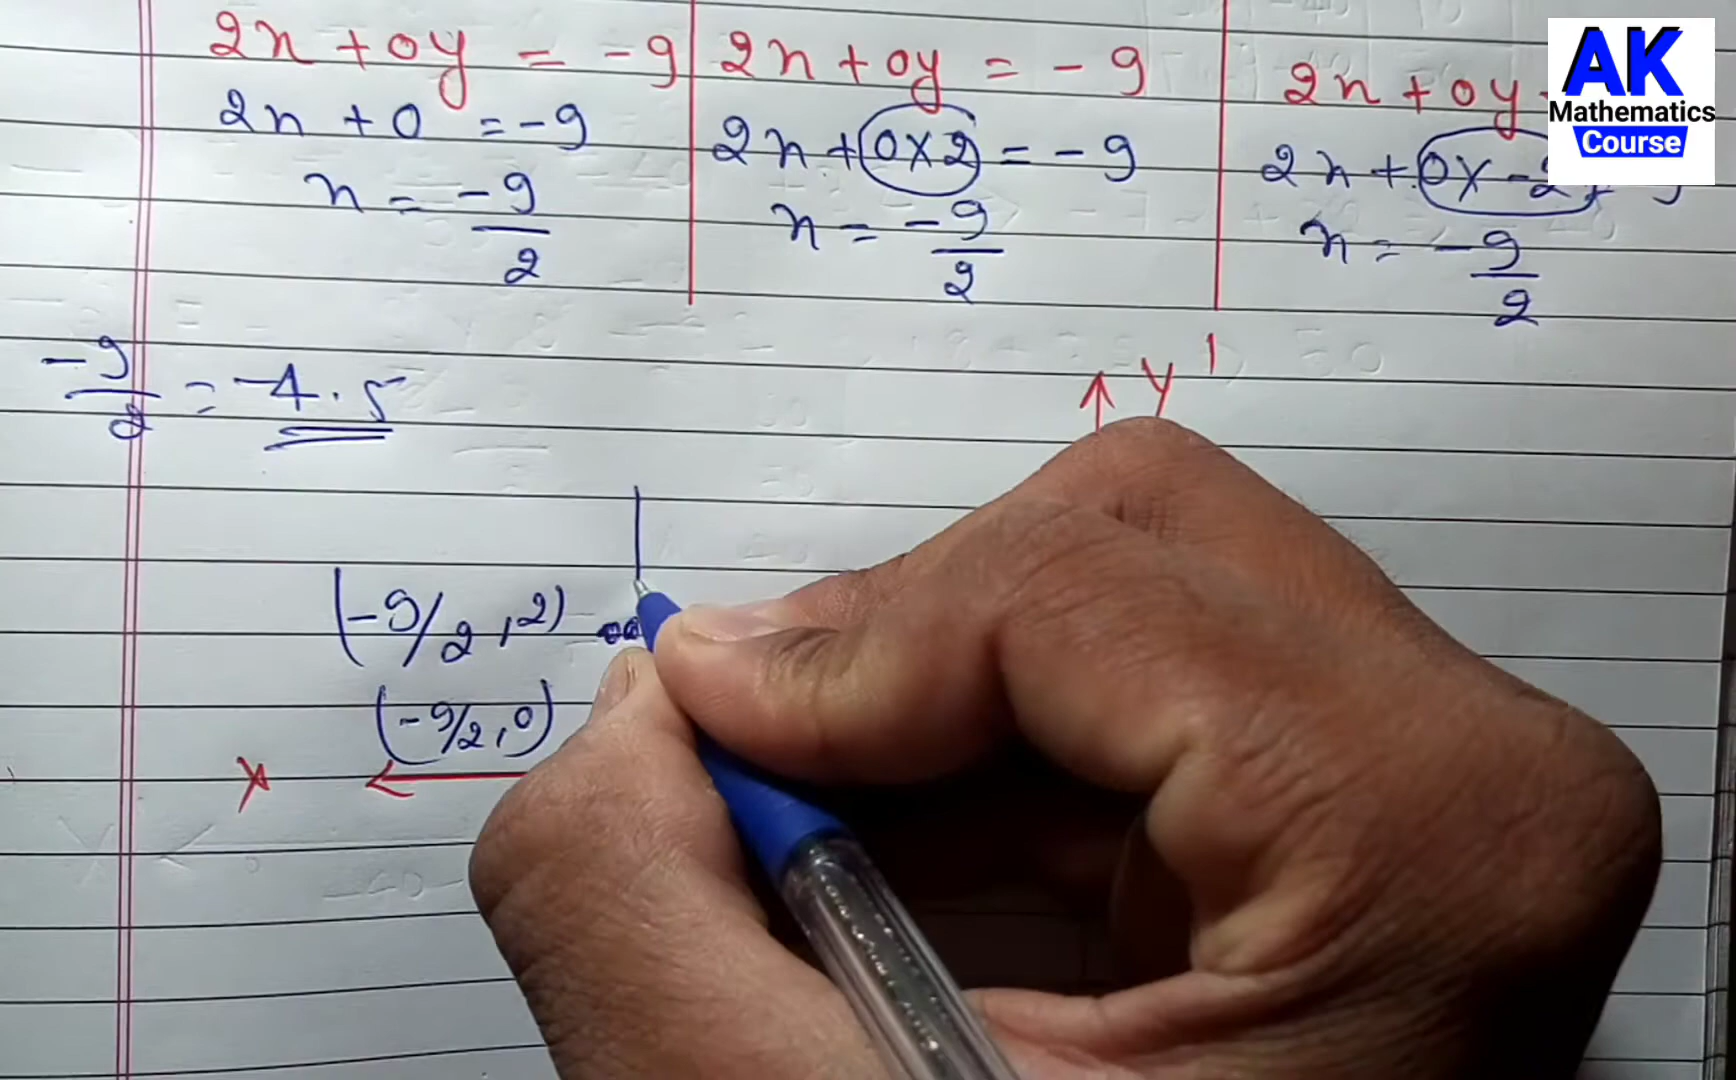 2x + 0y = -9
2x + 0 = -9
x = -9/2
2x + 0y = -9
2x + 0×2 = -9
x = -9/2
2x + 0y
2x + 0×-2
x = -9/2
-9/2 = -4.5
Y'
(-9/2, 2)
(-9/2, 0)
X
AK
Mathematics
Course